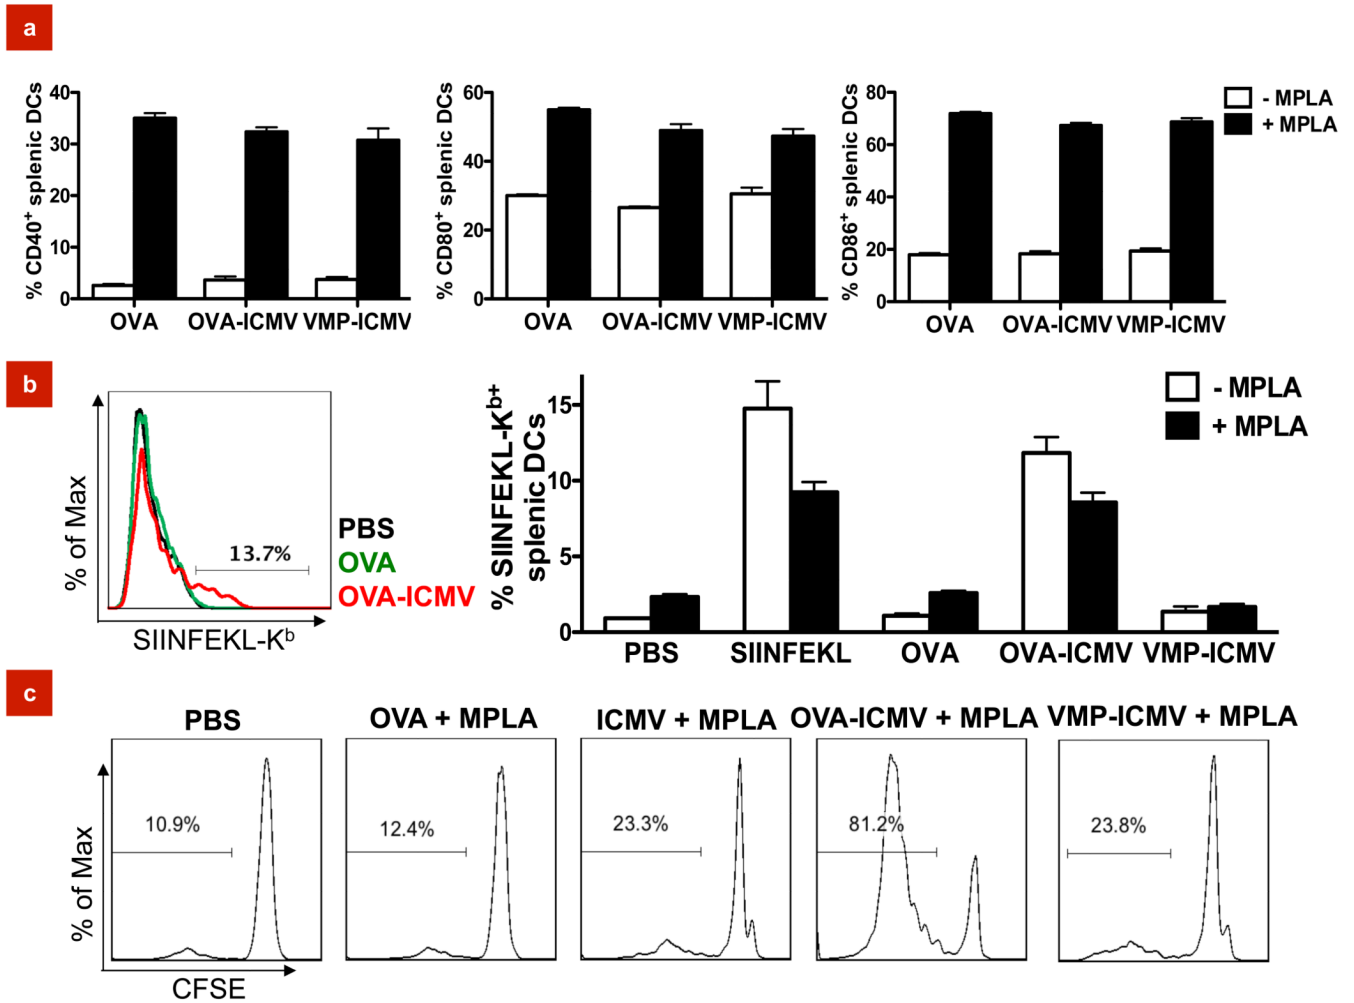 a
% CD40+ splenic DCs
40
30
20
10
0
OVA OVA-ICMV VMP-ICMV
% CD80+ splenic DCs
60
40
20
0
OVA OVA-ICMV VMP-ICMV
% CD86+ splenic DCs
80
60
40
20
0
OVA OVA-ICMV VMP-ICMV
- MPLA
+ MPLA
b
% of Max
13.7%
SIINFEKL-Kb
PBS
OVA
OVA-ICMV
% SIINFEKL-Kb+
splenic DCs
15
10
5
0
PBS SIINFEKL OVA OVA-ICMV VMP-ICMV
- MPLA
+ MPLA
c
PBS OVA + MPLA ICMV + MPLA OVA-ICMV + MPLA VMP-ICMV + MPLA
% of Max
10.9% 12.4% 23.3% 81.2% 23.8%
CFSE